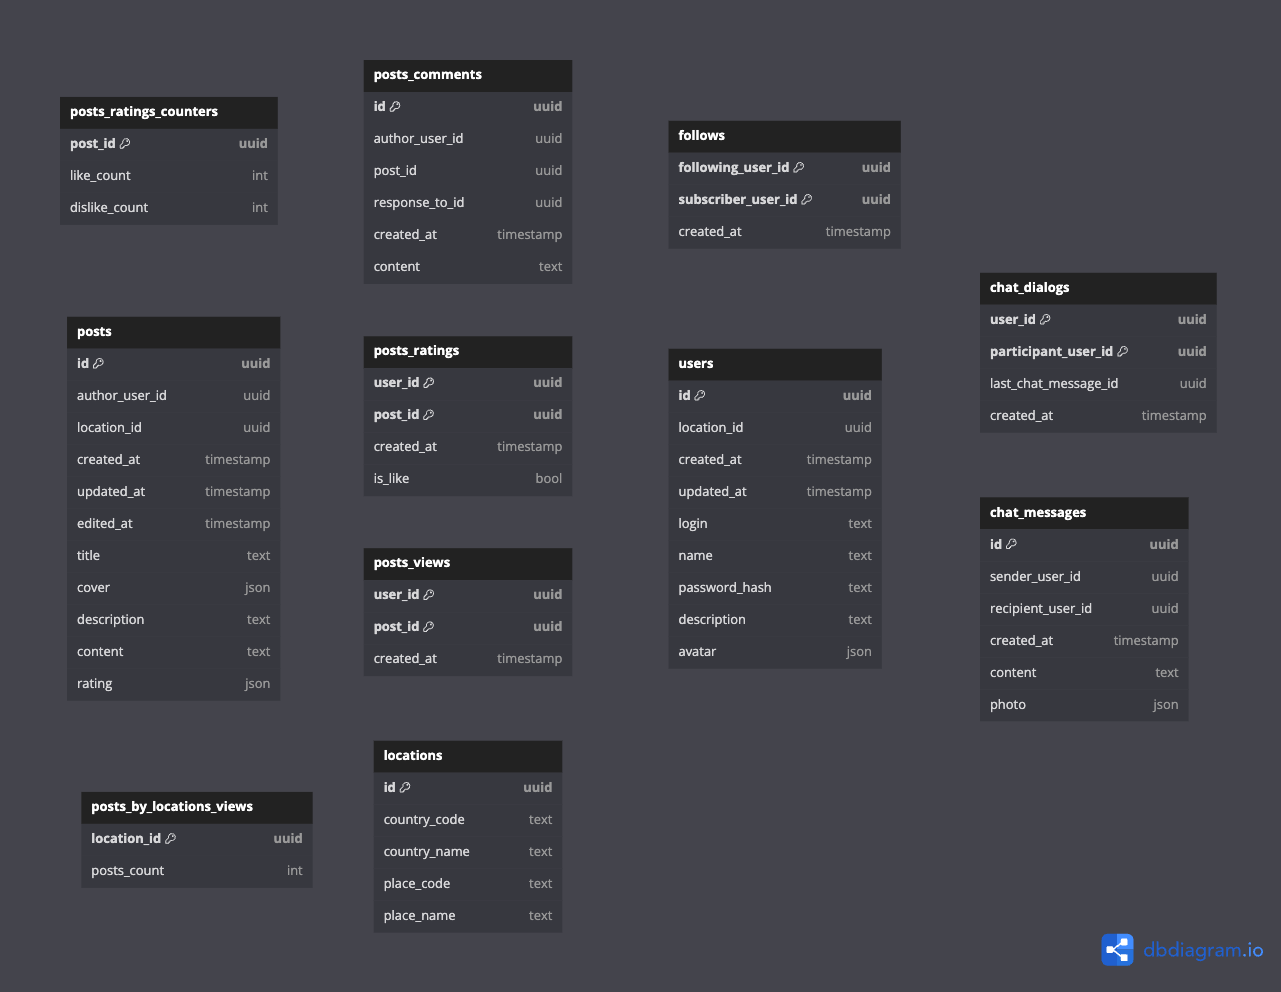 posts_ratings_counters
post_id uuid
like_count int
dislike_count int
posts
id uuid
author_user_id uuid
location_id uuid
created_at timestamp
updated_at timestamp
edited_at timestamp
title text
cover json
description text
content text
rating json
posts_by_locations_views
location_id uuid
posts_count int
posts_comments
id uuid
author_user_id uuid
post_id uuid
response_to_id uuid
created_at timestamp
content text
posts_ratings
user_id uuid
post_id uuid
created_at timestamp
is_like bool
posts_views
user_id uuid
post_id uuid
created_at timestamp
locations
id uuid
country_code text
country_name text
place_code text
place_name text
follows
following_user_id uuid
subscriber_user_id uuid
created_at timestamp
users
id uuid
location_id uuid
created_at timestamp
updated_at timestamp
login text
name text
password_hash text
description text
avatar json
chat_dialogs
user_id uuid
participant_user_id uuid
last_chat_message_id uuid
created_at timestamp
chat_messages
id uuid
sender_user_id uuid
recipient_user_id uuid
created_at timestamp
content text
photo json
dbdiagram.io